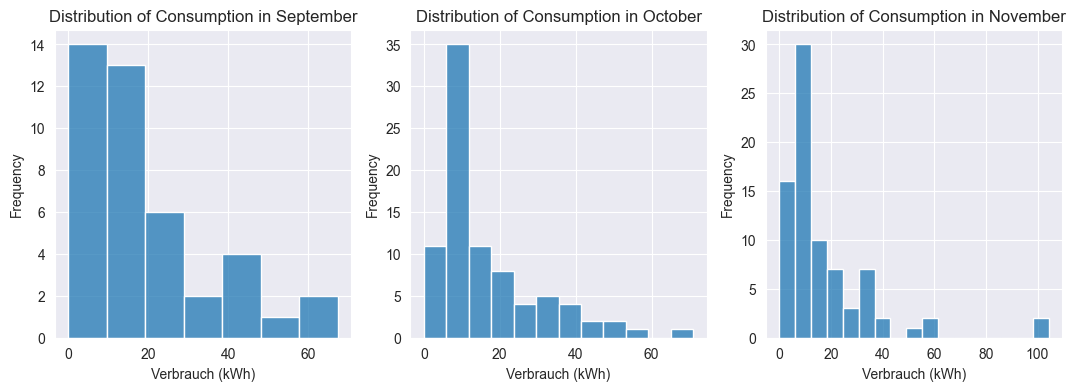 Distribution of Consumption in September
14
12
10
8
6
4
2
0
Frequency
0 20 40 60
Verbrauch (kWh)
Distribution of Consumption in October
35
30
25
20
15
10
5
0
Frequency
0 20 40 60
Verbrauch (kWh)
Distribution of Consumption in November
30
25
20
15
10
5
0
Frequency
0 20 40 60 80 100
Verbrauch (kWh)